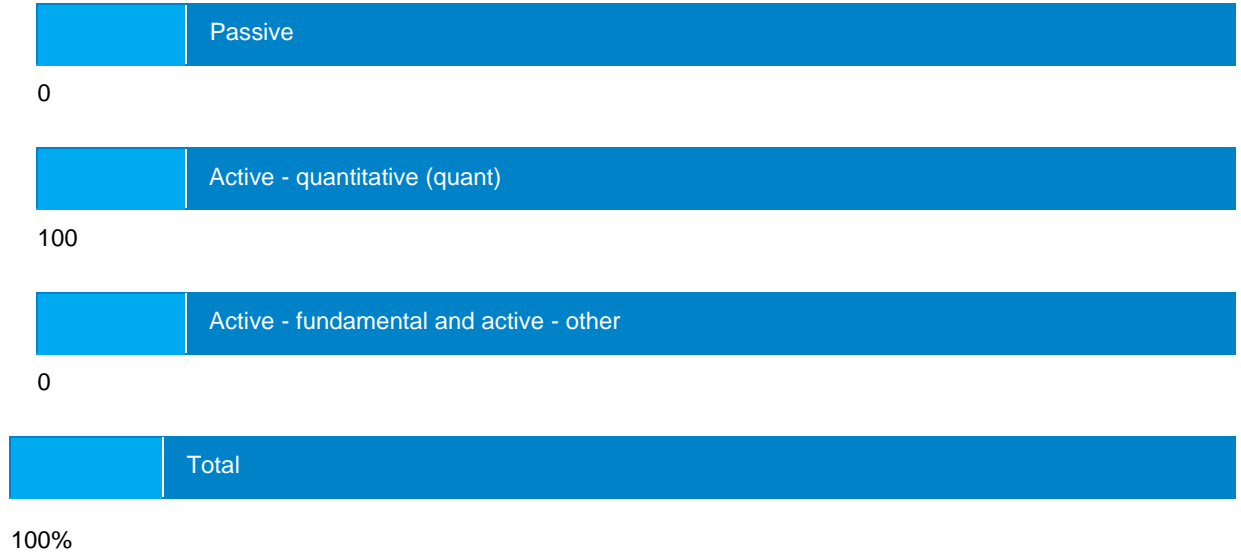 Passive
0
Active - quantitative (quant)
100
Active - fundamental and active - other
0
Total
100%